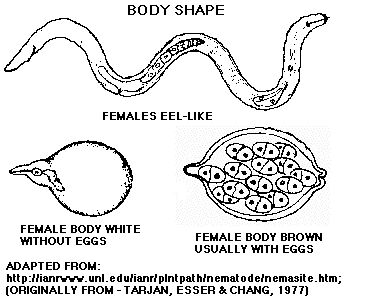 BODY SHAPE
FEMALES EEL-LIKE
FEMALE BODY WHITE
WITHOUT EGGS
FEMALE BODY BROWN
USUALLY WITH EGGS
ADAPTED FROM:
http://ianrwww.unl.edu/ianr/plntpath/nematode/nemasite.htm;
(ORIGINALLY FROM - TARJAN, ESSER & CHANG, 1977)